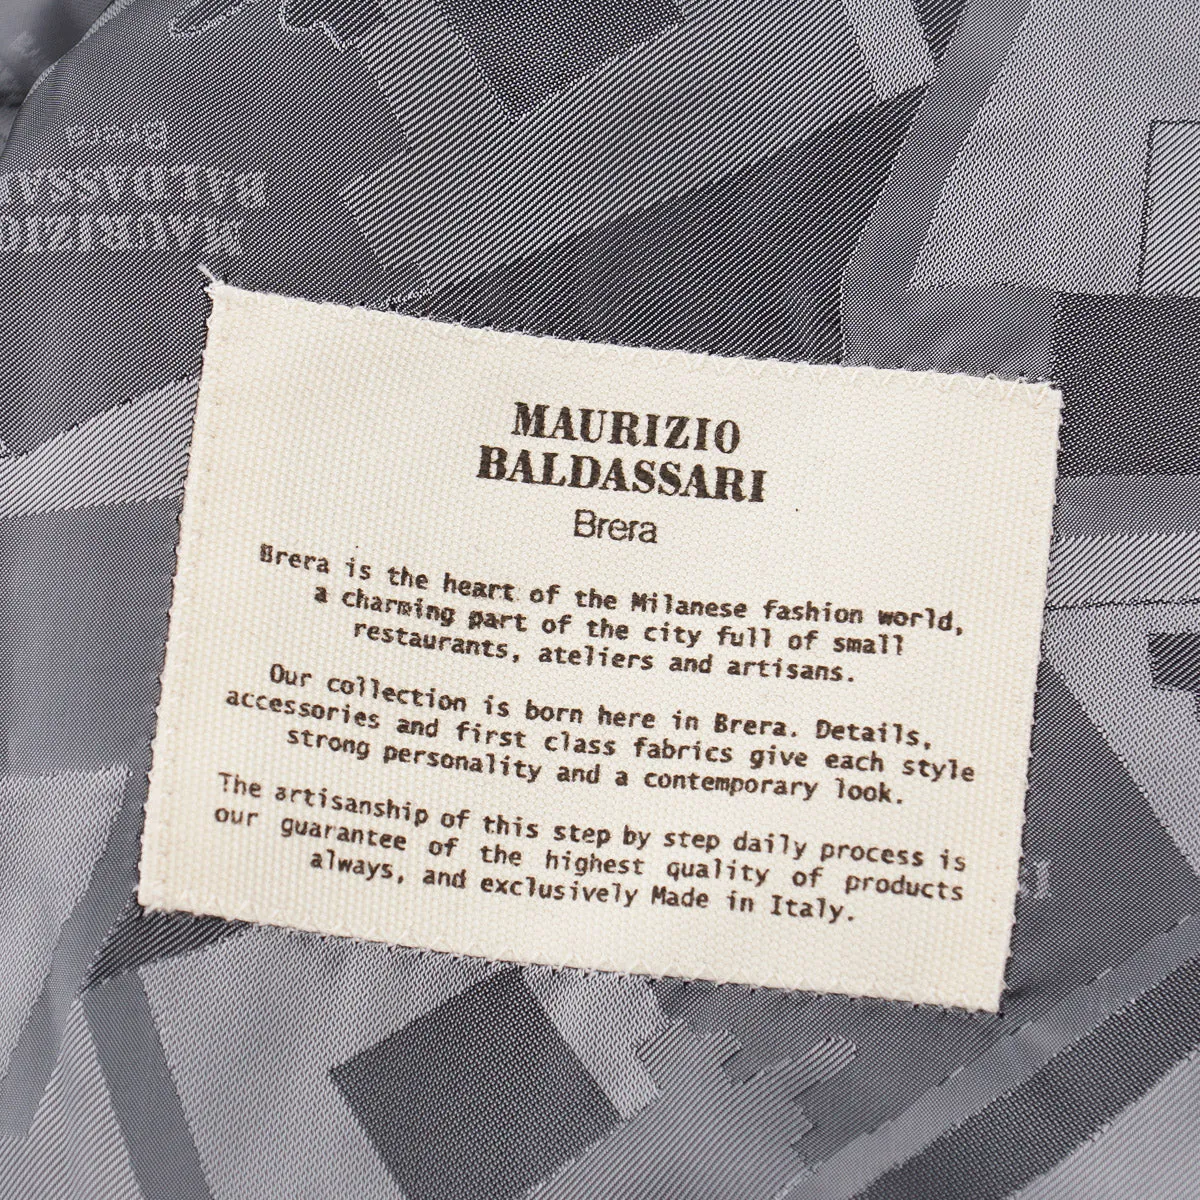 Brera
BALDASSA
MAURIZIO
MAURIZIO
BALDASSARI
Brera
Brera is the heart of the Milanese fashion world,
a charming part of the city full of small
restaurants, ateliers and artisans.
Our collection is born here in Brera. Details,
accessories and first class fabrics give each style
strong personality and a contemporary look.
The artisanship of this step by step daily process is
our guarantee of the highest quality of products
always, and exclusively Made in Italy.